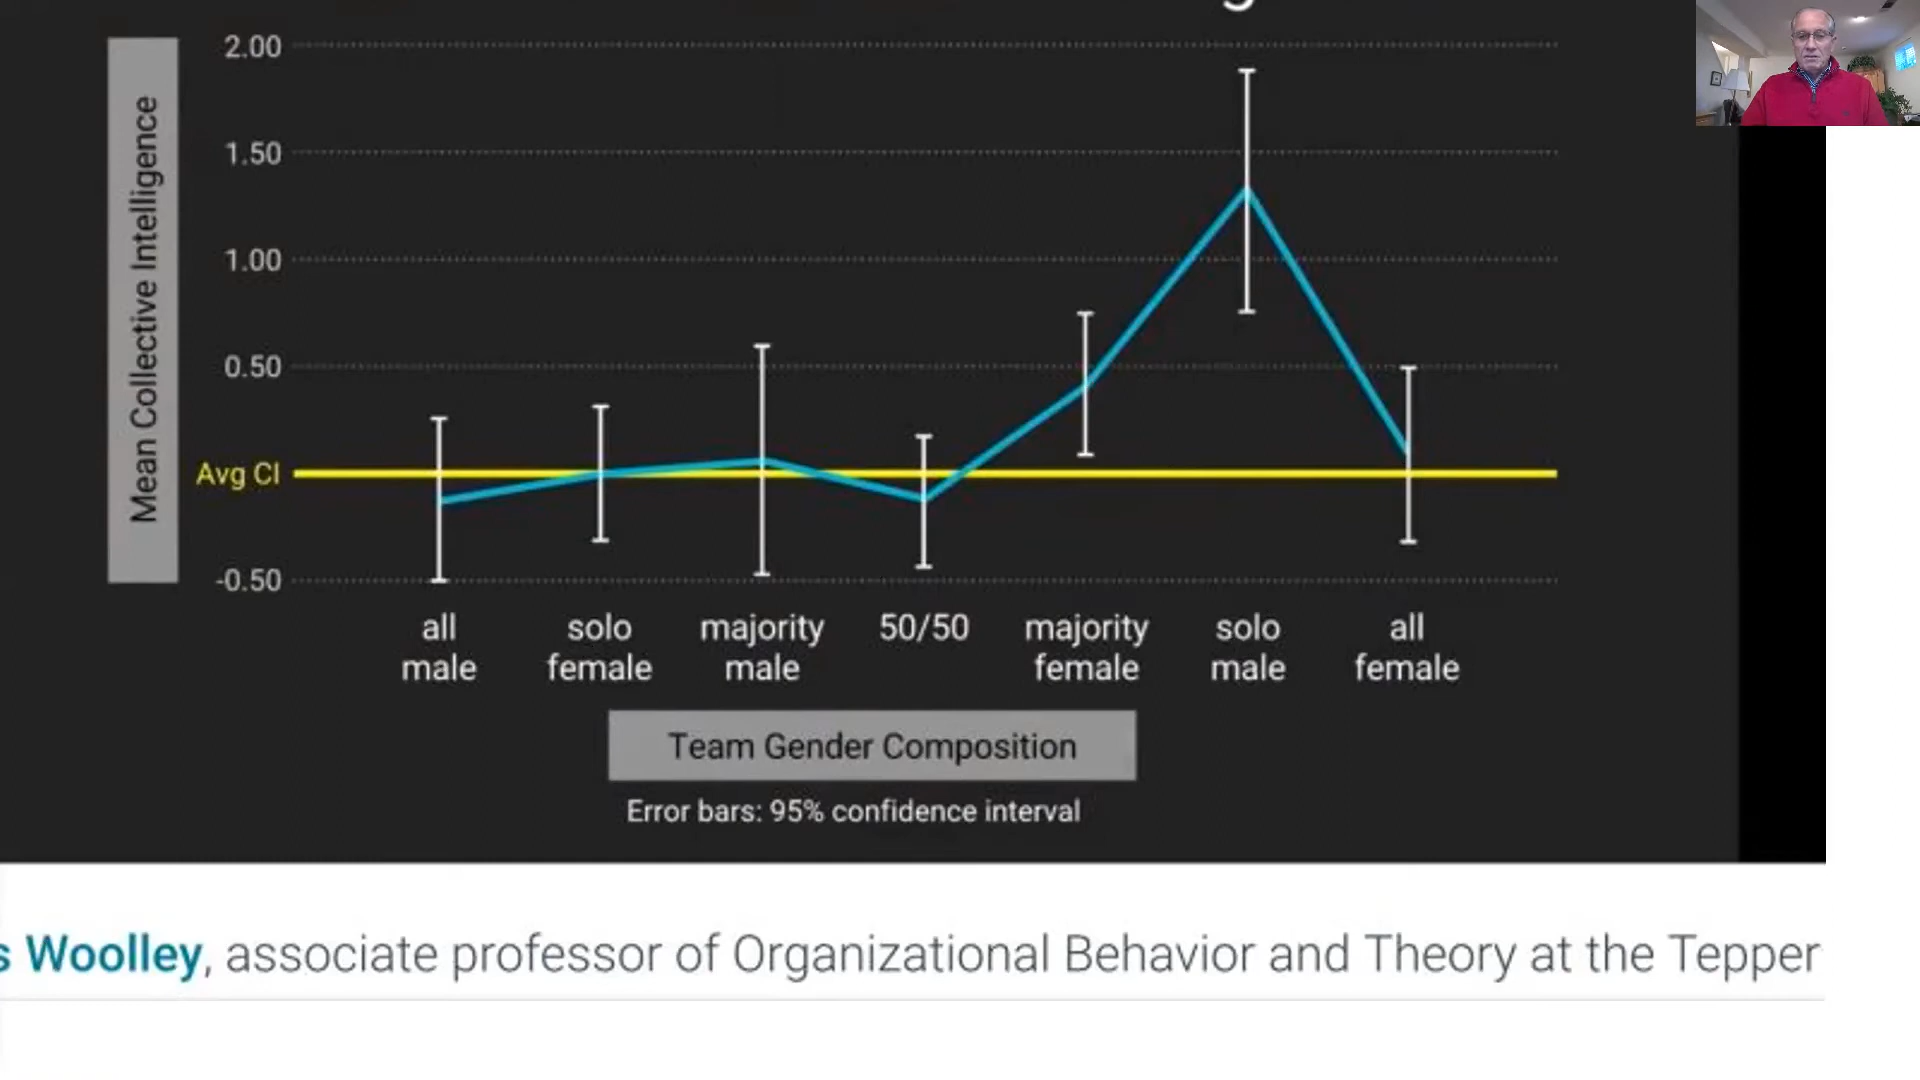 2.00
1.50
1.00
0.50
Avg CI
-0.50
Mean Collective Intelligence
all male
solo female
majority male
50/50
majority female
solo male
all female
Team Gender Composition
Error bars: 95% confidence interval
s Woolley, associate professor of Organizational Behavior and Theory at the Tepper